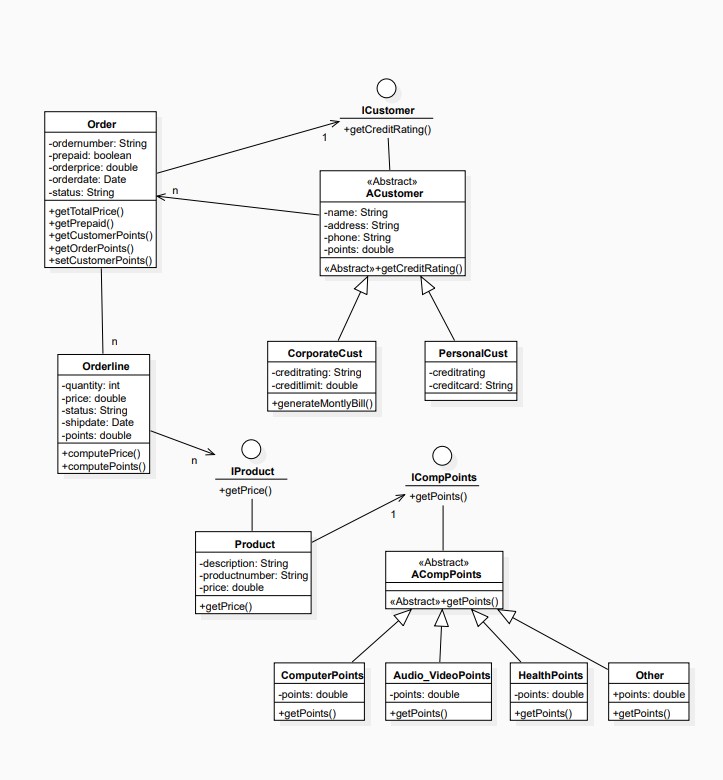 ICustomer
+getCreditRating()
1
Order
-ordernumber: String
-prepaid: boolean
-orderprice: double
-orderdate: Date
-status: String
+getTotalPrice()
+getPrepaid()
+getCustomerPoints()
+getOrderPoints()
+setCustomerPoints()
n
«Abstract»
ACustomer
-name: String
-address: String
-phone: String
-points: double
«Abstract»+getCreditRating()
n
Orderline
-quantity: int
-price: double
-status: String
-shipdate: Date
-points: double
+computePrice()
+computePoints()
CorporateCust
-creditrating: String
-creditlimit: double
+generateMontlyBill()
PersonalCust
-creditrating
-creditcard: String
n
IProduct
+getPrice()
ICompPoints
+getPoints()
1
Product
-description: String
-productnumber: String
-price: double
+getPrice()
«Abstract»
ACompPoints
«Abstract»+getPoints()
ComputerPoints
-points: double
+getPoints()
Audio_VideoPoints
-points: double
+getPoints()
HealthPoints
-points: double
+getPoints()
Other
+points: double
+getPoints()